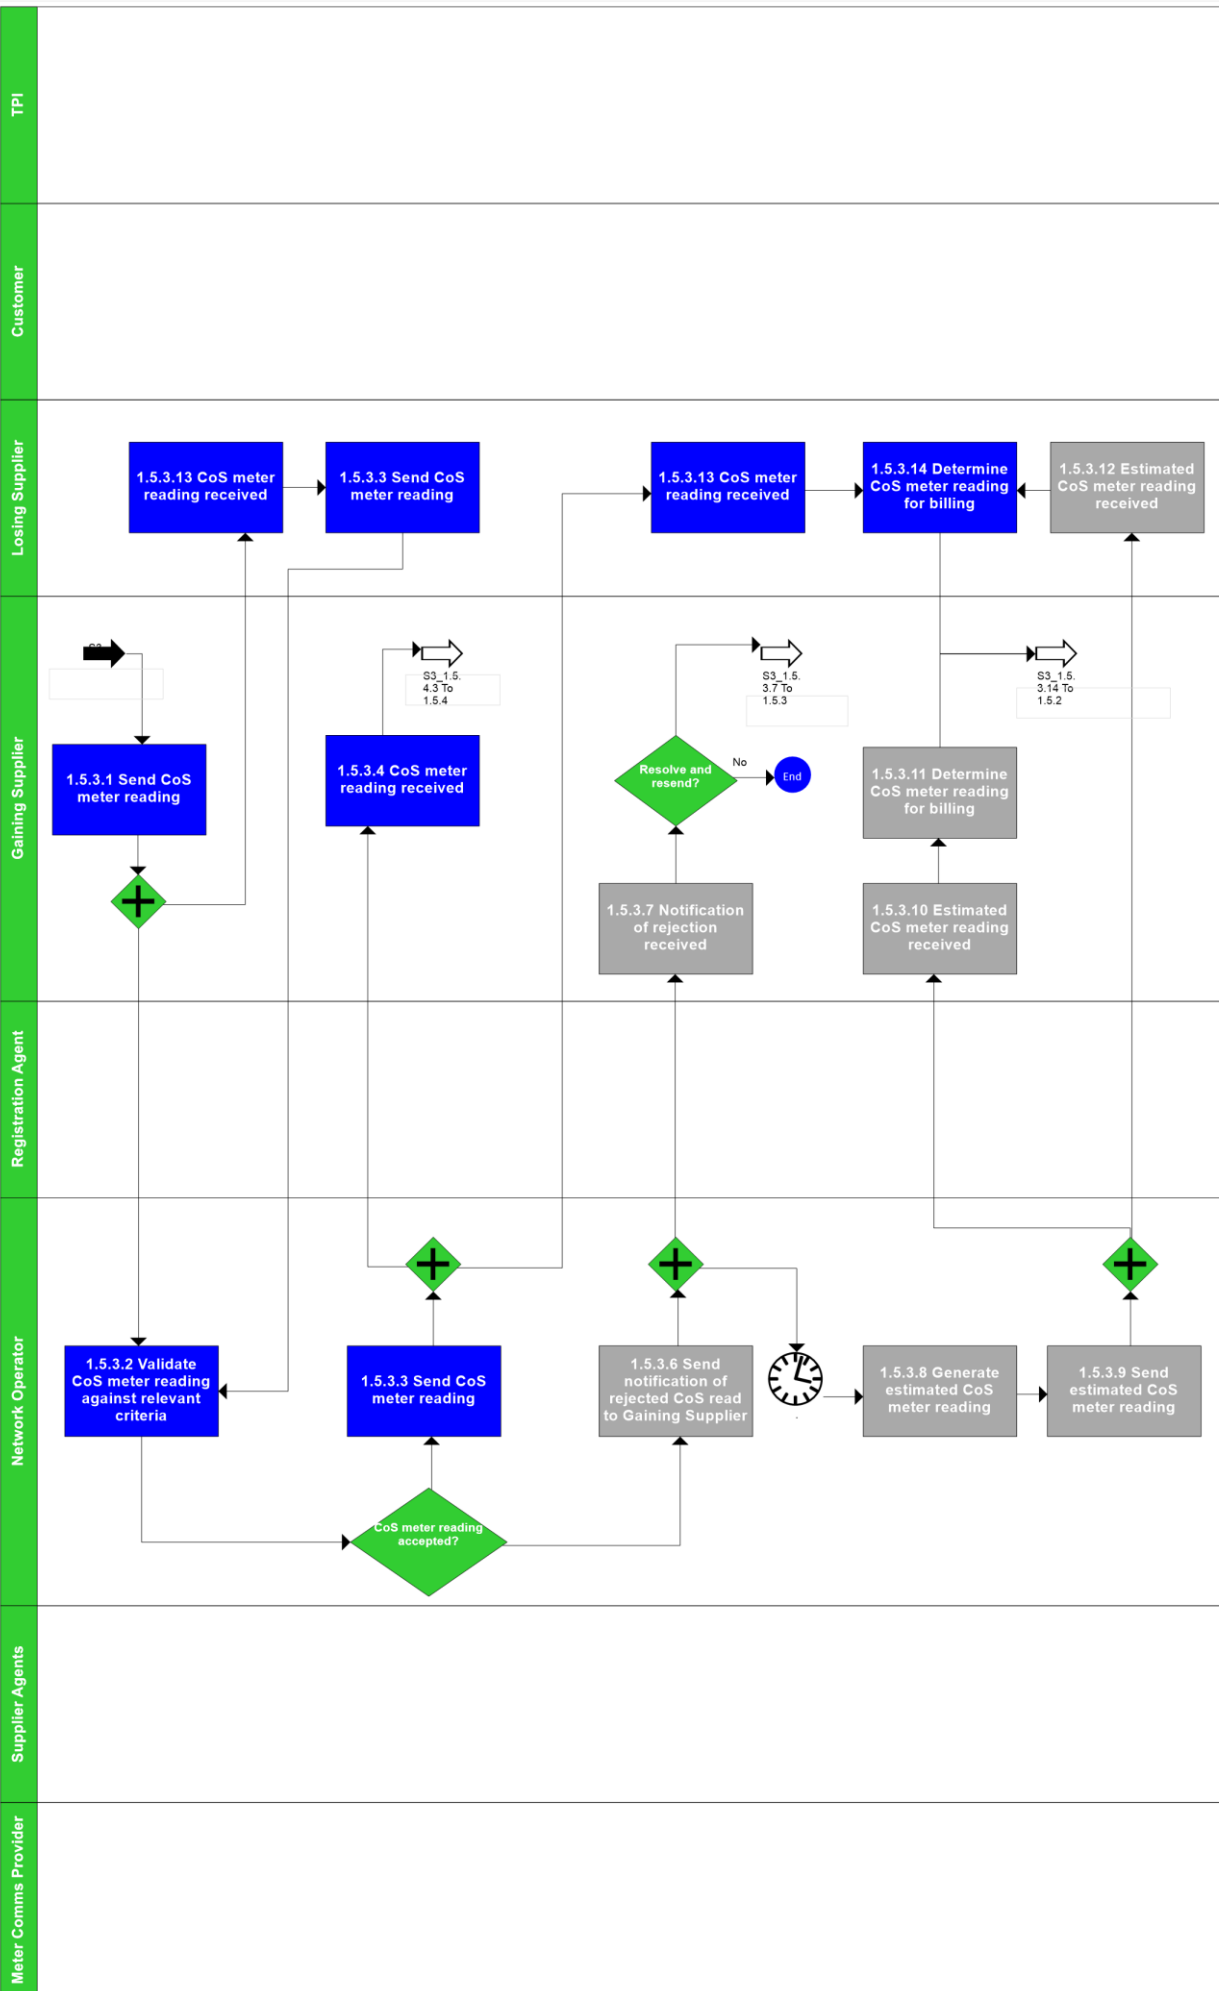 TPI
Customer
Losing Supplier
1.5.3.13 CoS meter
reading received
1.5.3.3 Send CoS
meter reading
1.5.3.13 CoS meter
reading received
1.5.3.14 Determine
CoS meter reading
for billing
1.5.3.12 Estimated
CoS meter reading
received
Gaining Supplier
S3_1.5.
4.3 To
1.5.4
S3_1.5.
3.7 To
1.5.3
S3_1.5.
3.14 To
1.5.2
1.5.3.1 Send CoS
meter reading
1.5.3.4 CoS meter
reading received
Resolve and
resend?
No
End
1.5.3.11 Determine
CoS meter reading
for billing
1.5.3.7 Notification
of rejection
received
1.5.3.10 Estimated
CoS meter reading
received
Registration Agent
Network Operator
1.5.3.2 Validate
CoS meter reading
against relevant
criteria
1.5.3.3 Send CoS
meter reading
1.5.3.6 Send
notification of
rejected CoS read
to Gaining Supplier
1.5.3.8 Generate
estimated CoS
meter reading
1.5.3.9 Send
estimated CoS
meter reading
CoS meter reading
accepted?
Supplier Agents
Meter Comms Provider